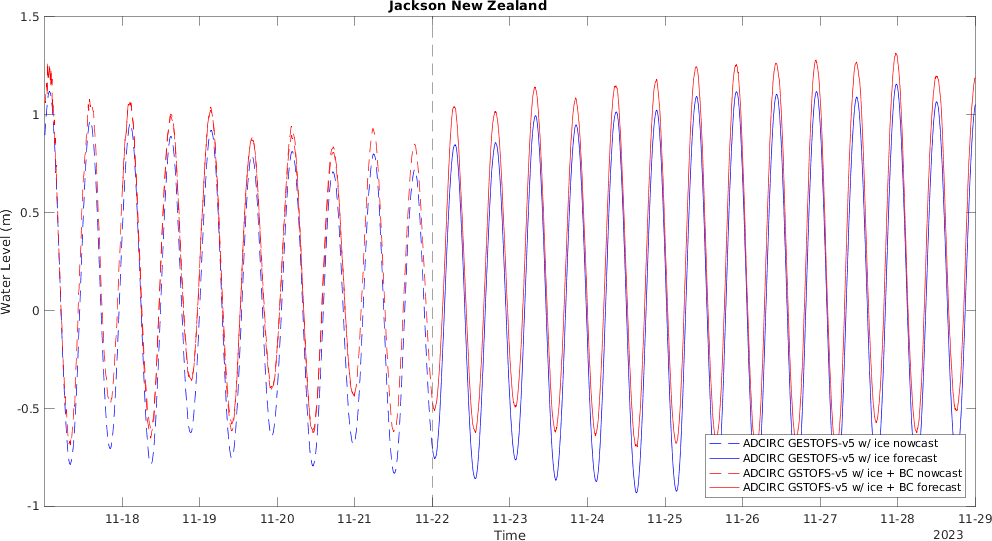 Jackson New Zealand
1.5
1
0.5
0
-0.5
-1
Water Level (m)
11-18
11-19
11-20
11-21
11-22
11-23
11-24
11-25
11-26
11-27
11-28
11-29
Time
2023
ADCIRC GESTOFS-v5 w/ ice nowcast
ADCIRC GESTOFS-v5 w/ ice forecast
ADCIRC GSTOFS-v5 w/ ice + BC nowcast
ADCIRC GSTOFS-v5 w/ ice + BC forecast